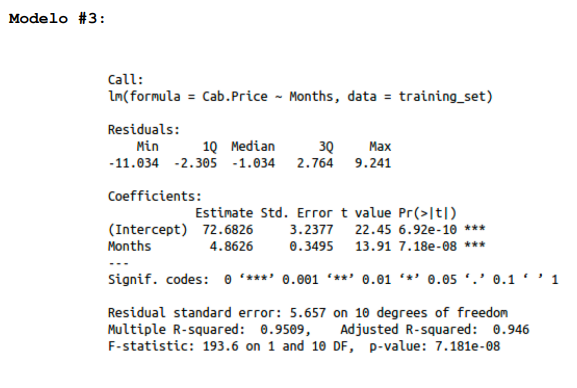 Modelo #3:
Call:
lm(formula = Cab.Price ~ Months, data = training_set)
Residuals:
Min 1Q Median 3Q Max
-11.034 -2.305 -1.034 2.764 9.241
Coefficients:
Estimate Std. Error t value Pr(>|t|)
(Intercept) 72.6826 3.2377 22.45 6.92e-10 ***
Months 4.8626 0.3495 13.91 7.18e-08 ***
---
Signif. codes: 0 ‘***’ 0.001 ‘**’ 0.01 ‘*’ 0.05 ‘.’ 0.1 ‘ ’ 1
Residual standard error: 5.657 on 10 degrees of freedom
Multiple R-squared: 0.9509, Adjusted R-squared: 0.946
F-statistic: 193.6 on 1 and 10 DF, p-value: 7.181e-08